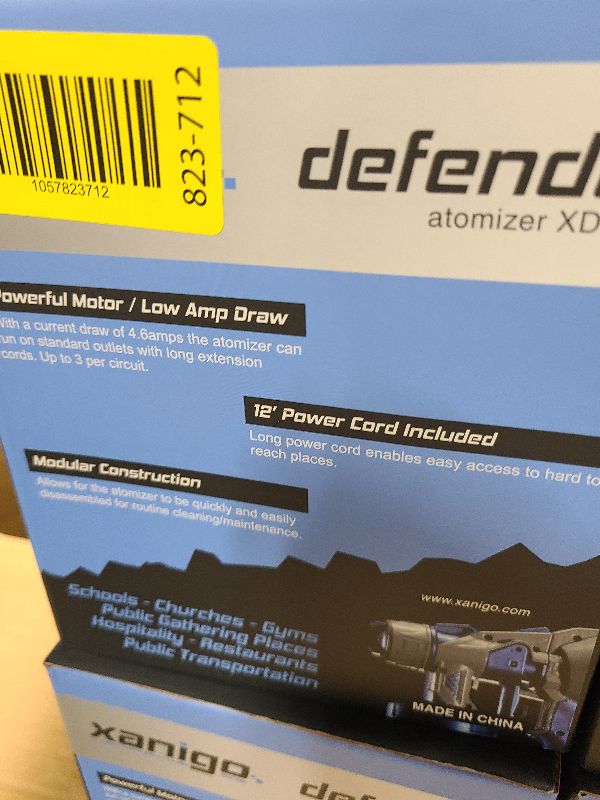 823-712
1057823712
defend
atomizer XD
Powerful Motor / Low Amp Draw
With a current draw of 4.6amps the atomizer can
run on standard outlets with long extension
cords. Up to 3 per circuit.
12' Power Cord Included
Long power cord enables easy access to hard to
reach places.
Modular Construction
Allows for the atomizer to be quickly and easily
disassembled for routine cleaning/maintenance.
Schools - Churches - Gyms
Public Gathering Places
Hospitality - Restaurants
Public Transportation
www.xanigo.com
MADE IN CHINA
xanigo
de
Powerful Motor